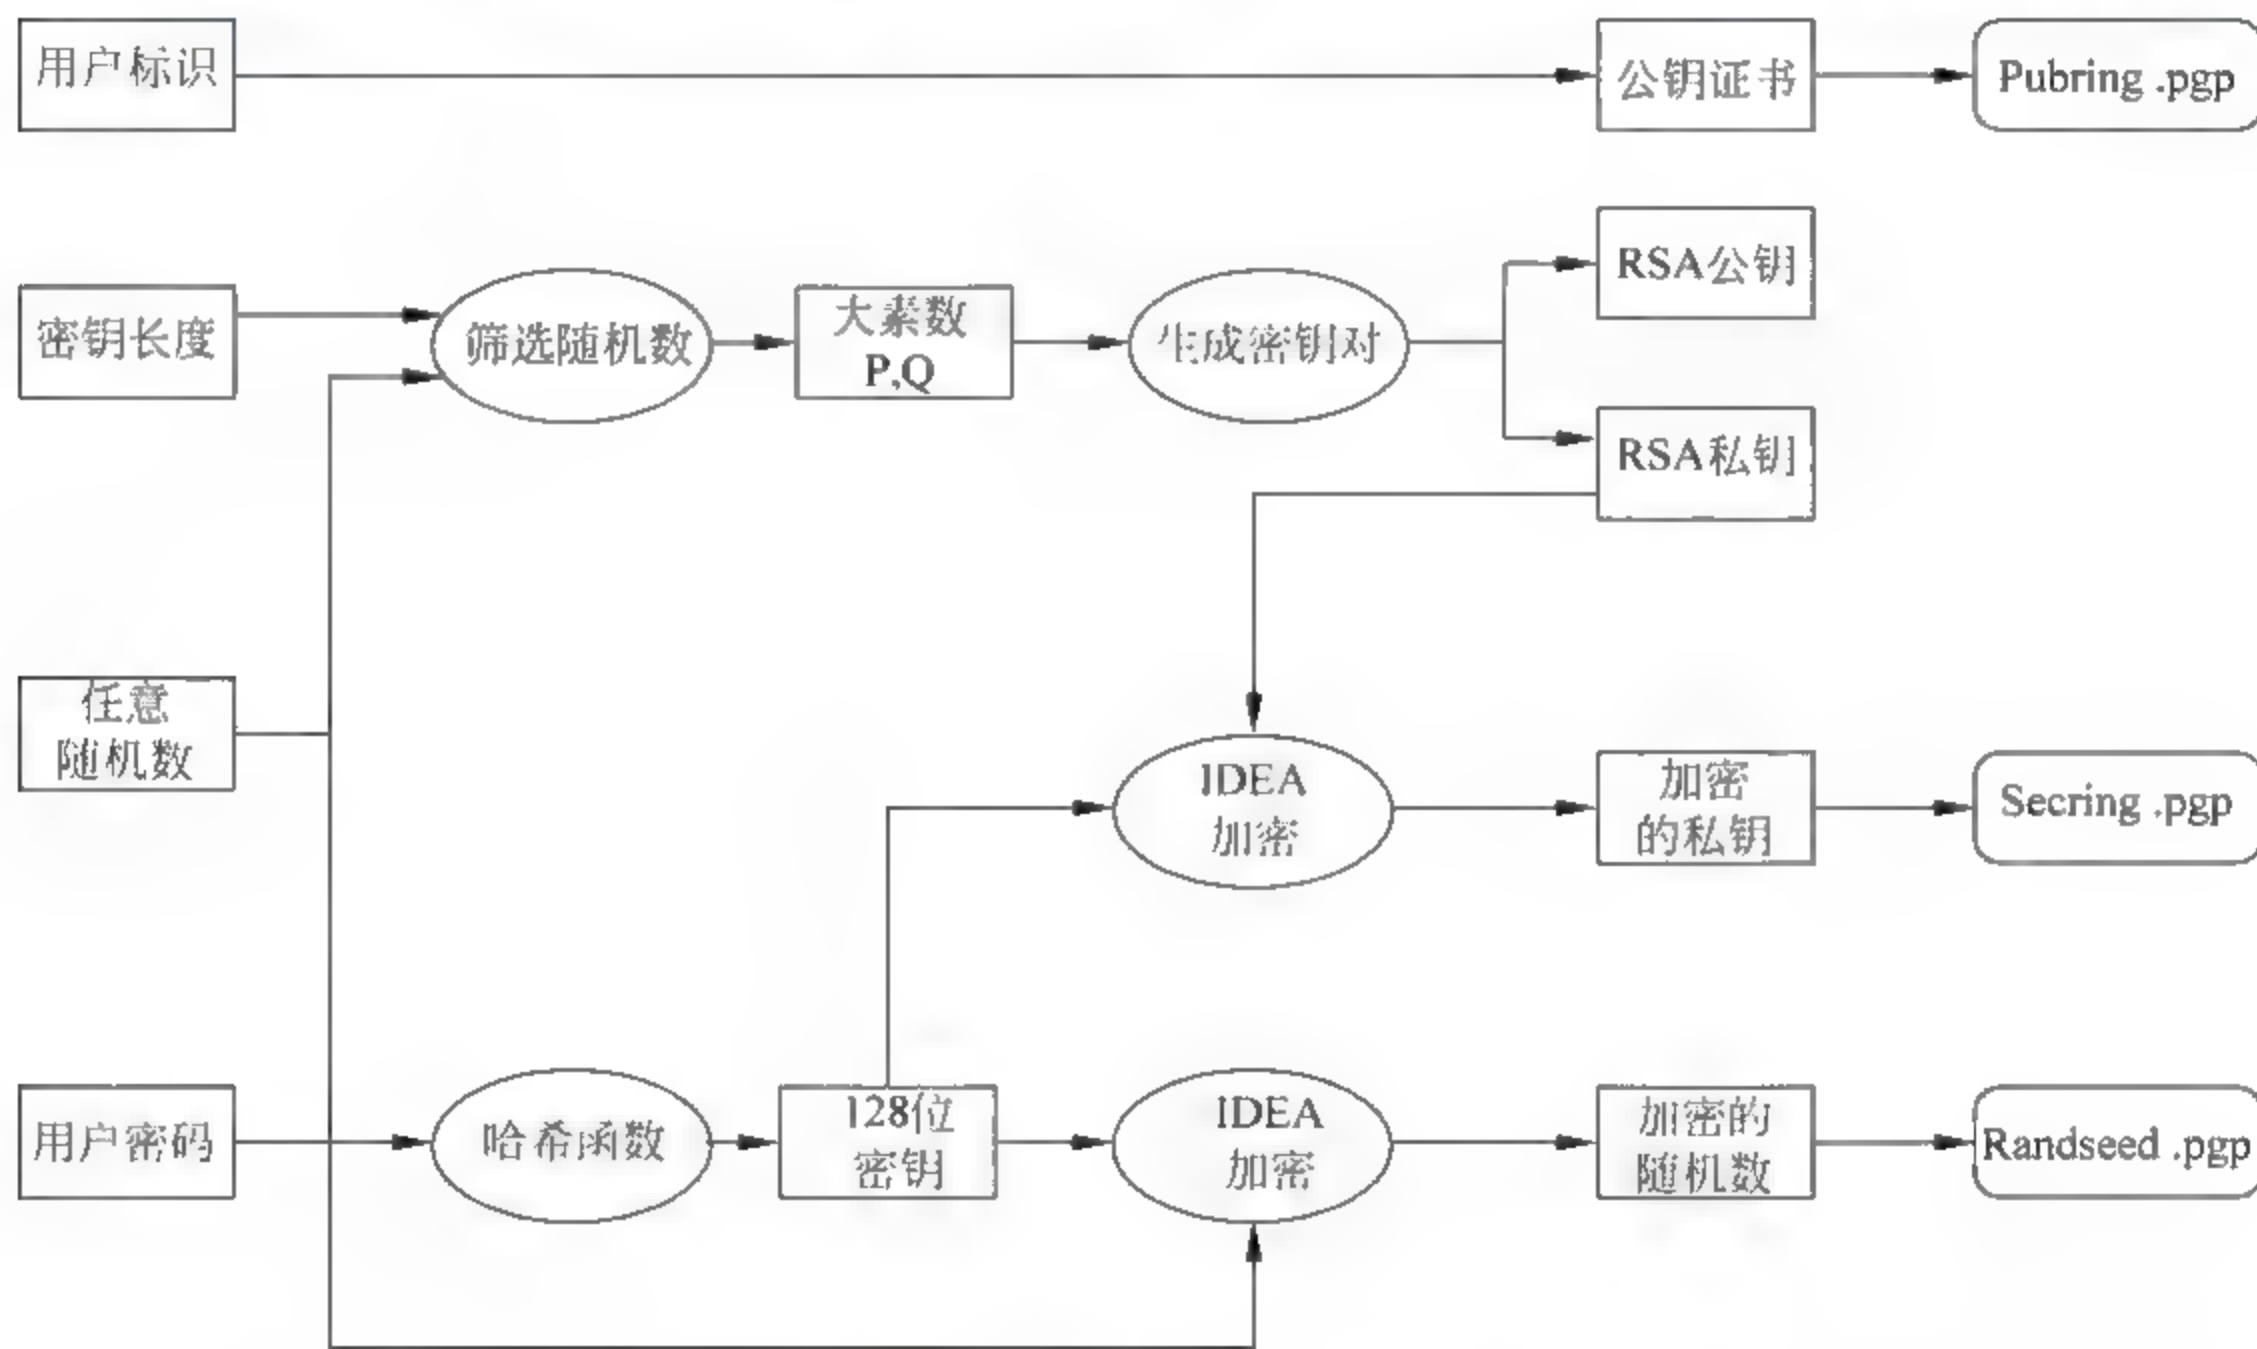 用户标识
公钥证书
Pubring .pgp
密钥长度
筛选随机数
大素数
P,Q
生成密钥对
RSA公钥
RSA私钥
任意
随机数
IDEA
加密
加密
的私钥
Secring .pgp
用户密码
哈希函数
128位
密钥
IDEA
加密
加密的
随机数
Randseed .pgp